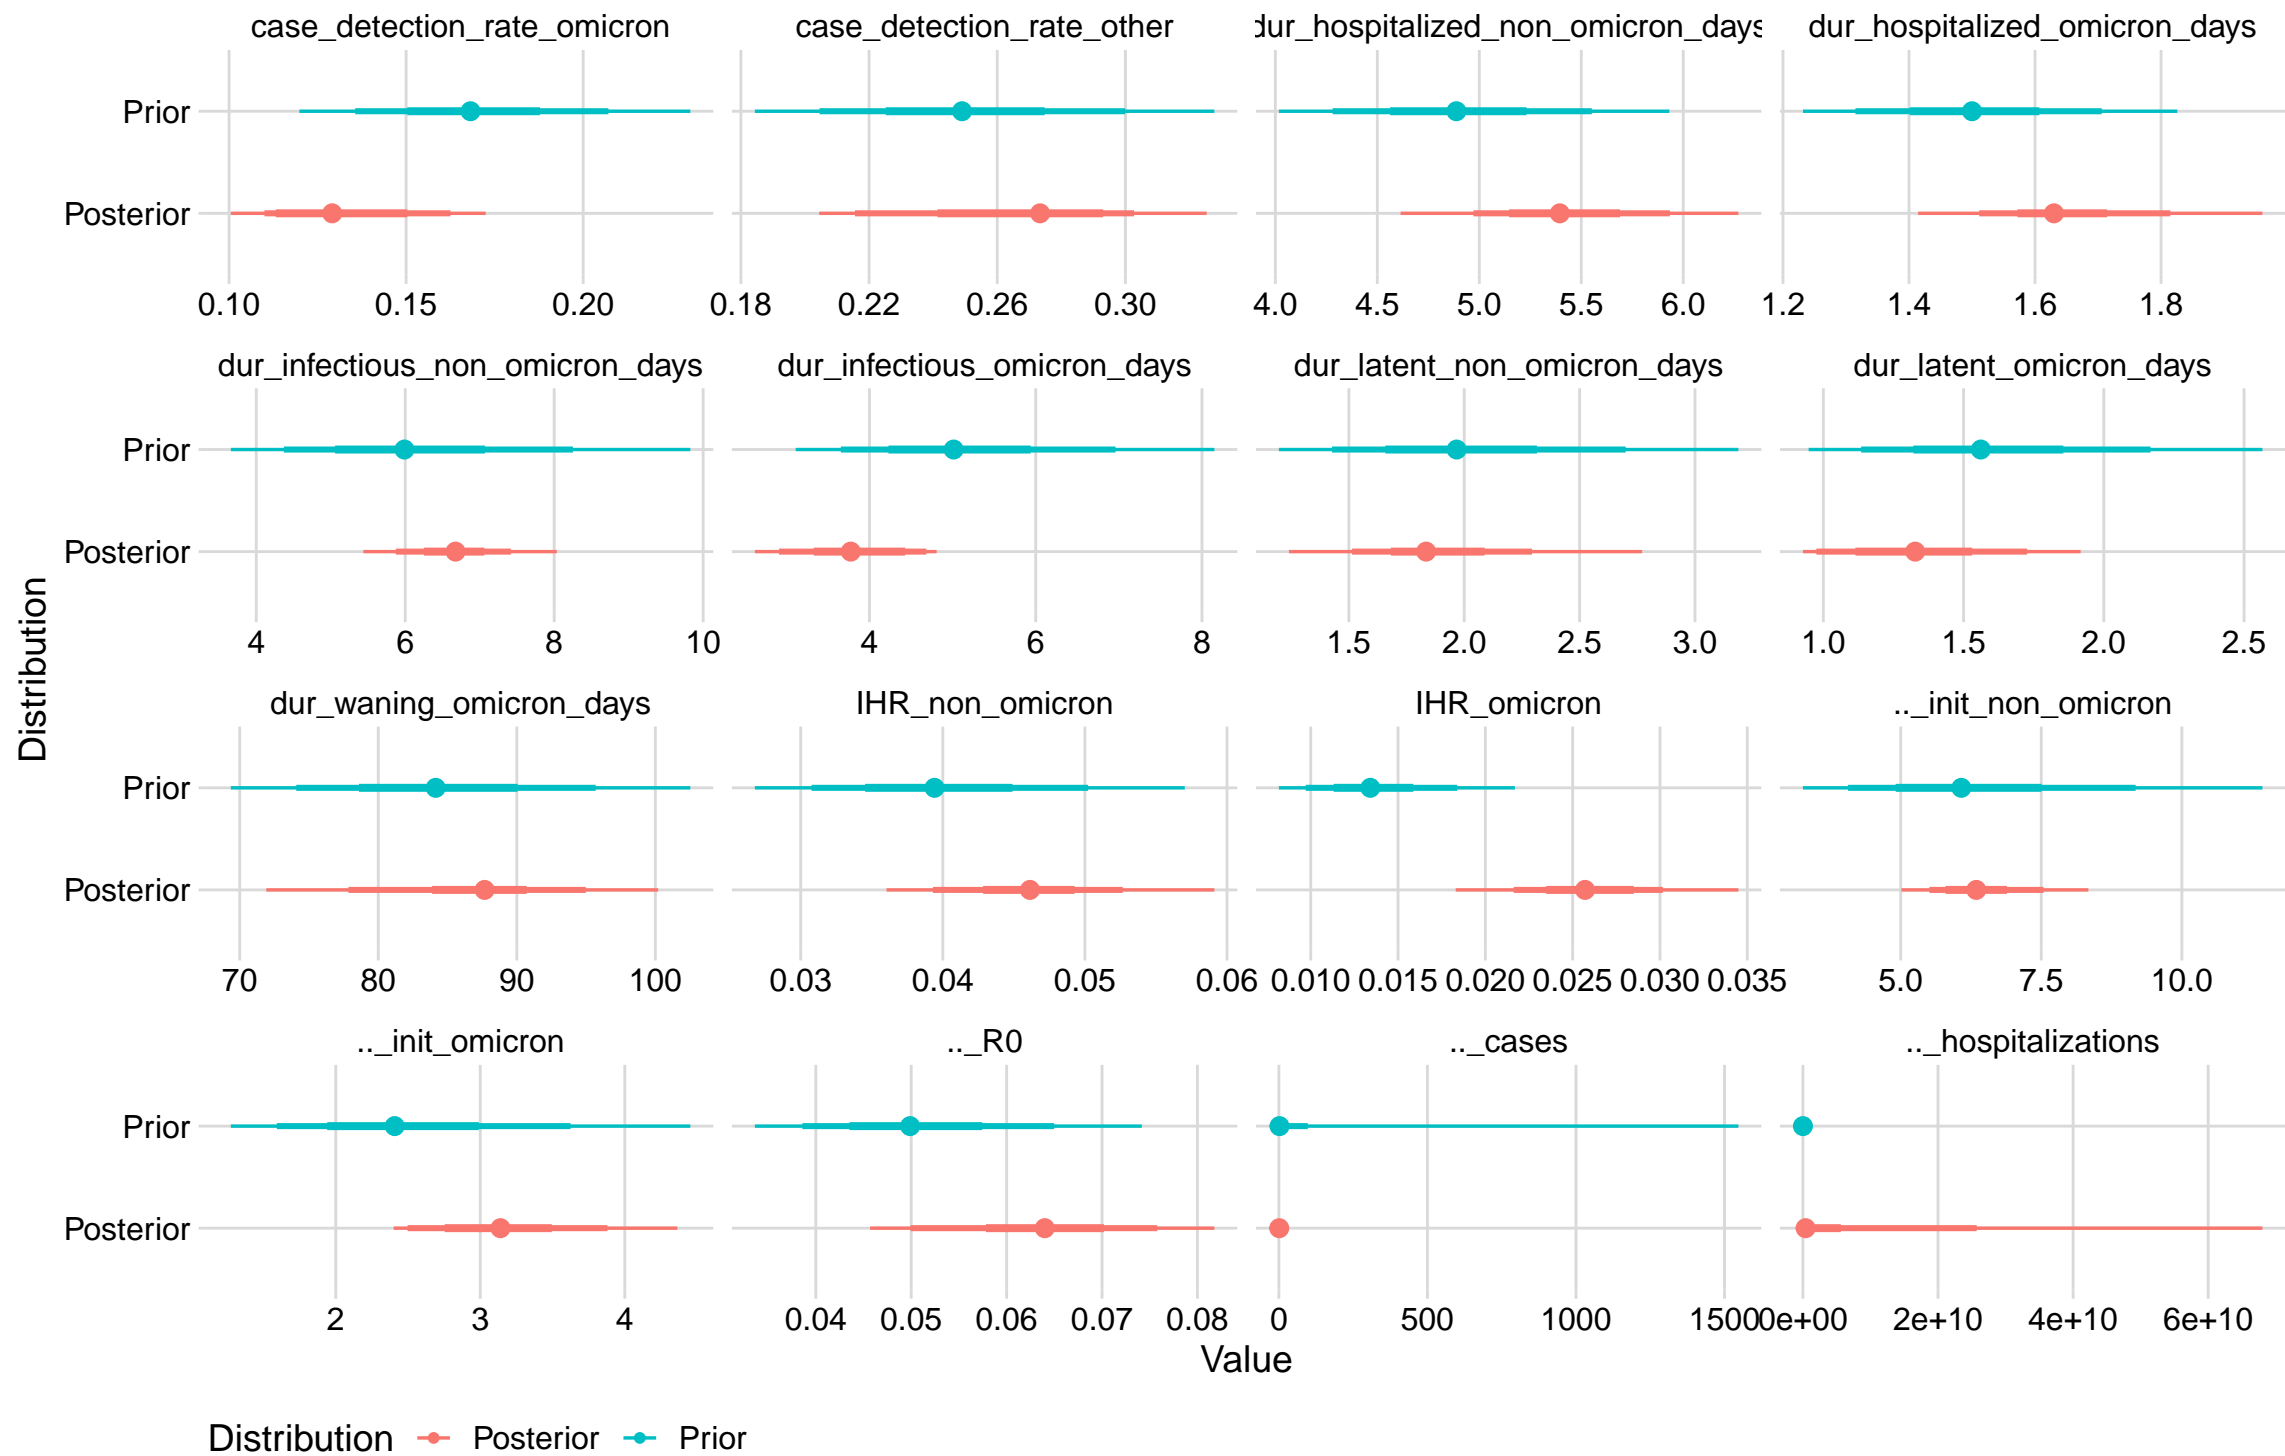 case_detection_rate_omicron case_detection_rate_other dur_hospitalized_non_omicron_days dur_hospitalized_omicron_days
Prior
Posterior
0.10 0.15 0.20 0.18 0.22 0.26 0.30 4.0 4.5 5.0 5.5 6.0 1.2 1.4 1.6 1.8
dur_infectious_non_omicron_days dur_infectious_omicron_days dur_latent_non_omicron_days dur_latent_omicron_days
Prior
Posterior
4 6 8 10 4 6 8 1.5 2.0 2.5 3.0 1.0 1.5 2.0 2.5
Distribution
dur_waning_omicron_days IHR_non_omicron IHR_omicron .._init_non_omicron
Prior
Posterior
70 80 90 100 0.03 0.04 0.05 0.06 0.010 0.015 0.020 0.025 0.030 0.035 5.0 7.5 10.0
.._init_omicron .._R0 .._cases .._hospitalizations
Prior
Posterior
2 3 4 0.04 0.05 0.06 0.07 0.08 0 500 1000 1500 0e+00 2e+10 4e+10 6e+10
Value
Distribution Posterior Prior